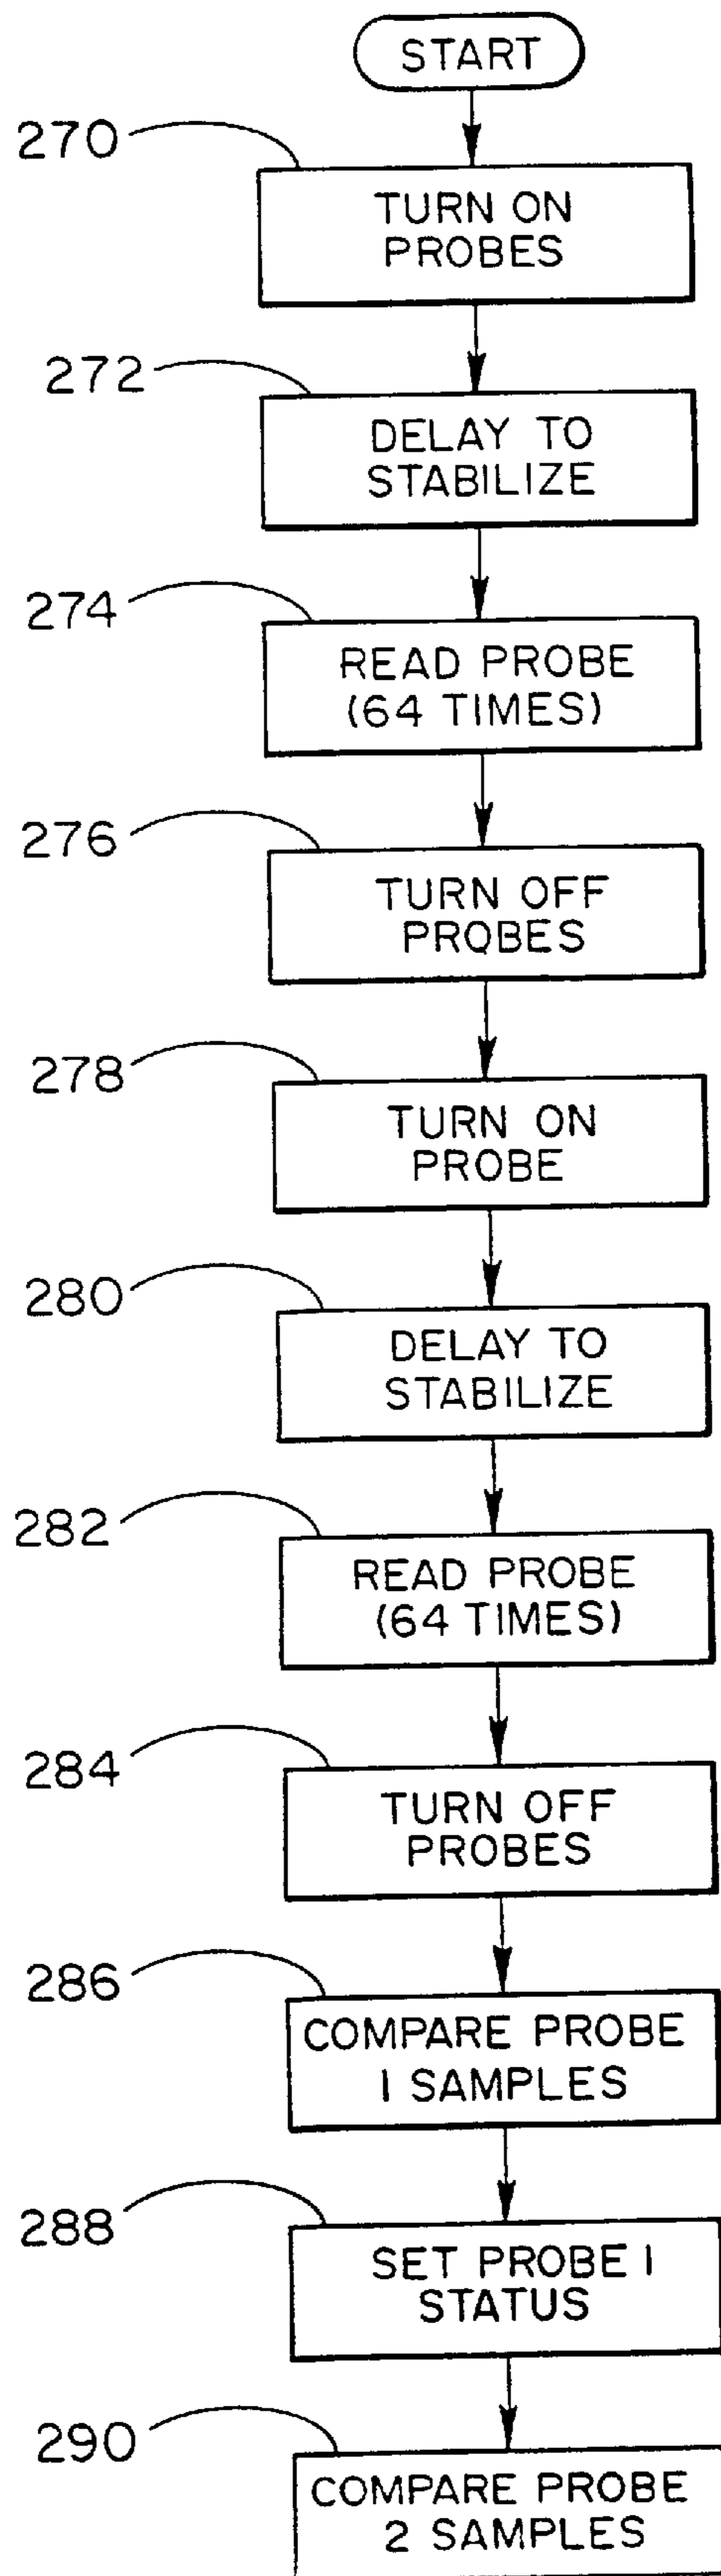 START
270
TURN ON
PROBES
272
DELAY TO
STABILIZE
274
READ PROBE
(64 TIMES)
276
TURN OFF
PROBES
278
TURN ON
PROBE
280
DELAY TO
STABILIZE
282
READ PROBE
(64 TIMES)
284
TURN OFF
PROBES
286
COMPARE PROBE
1 SAMPLES
288
SET PROBE 1
STATUS
290
COMPARE PROBE
2 SAMPLES